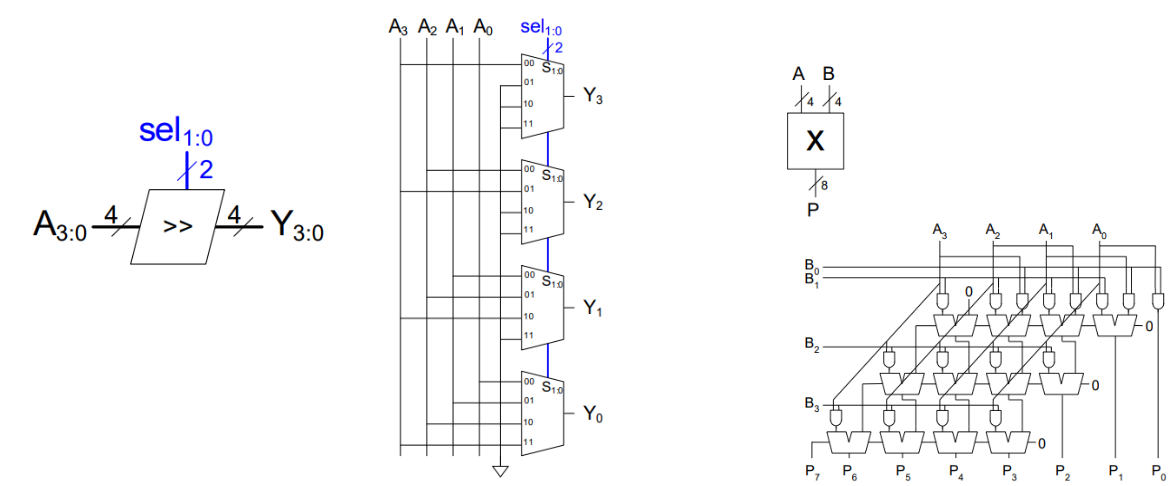 sel1:0
2
A3:0 4 >> 4 Y3:0
A3 A2 A1 A0 sel1:0
2
00 S1:0
01
10
11
Y3
00 S1:0
01
10
11
Y2
00 S1:0
01
10
11
Y1
00 S1:0
01
10
11
Y0
A B
4 4
X
8
P
A3 A2 A1 A0
B0
B1
0
0
B2
0
B3
0
P7 P6 P5 P4 P3 P2 P1 P0